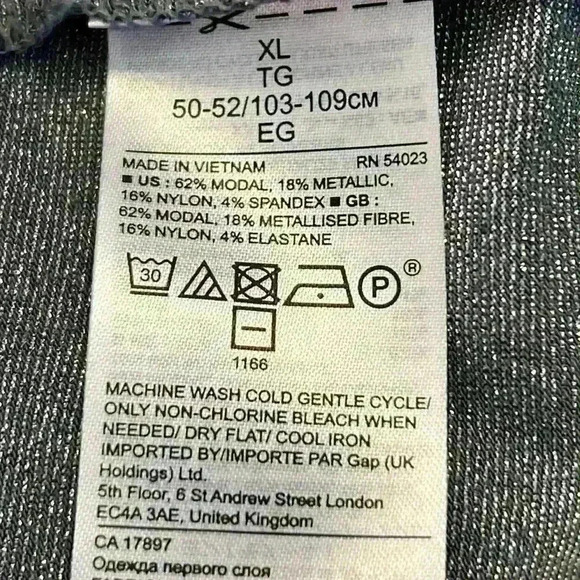 XL
TG
50-52/103-109CM
EG
MADE IN VIETNAM RN 54023
■ US : 62% MODAL, 18% METALLIC,
16% NYLON, 4% SPANDEX ■ GB :
62% MODAL, 18% METALLISED FIBRE,
16% NYLON, 4% ELASTANE
30 P ®
1166
MACHINE WASH COLD GENTLE CYCLE/
ONLY NON-CHLORINE BLEACH WHEN
NEEDED/ DRY FLAT/ COOL IRON
IMPORTED BY/IMPORTE PAR Gap (UK
Holdings) Ltd.
5th Floor, 6 St Andrew Street London
EC4A 3AE, United Kingdom
CA 17897
Одежда первого слоя